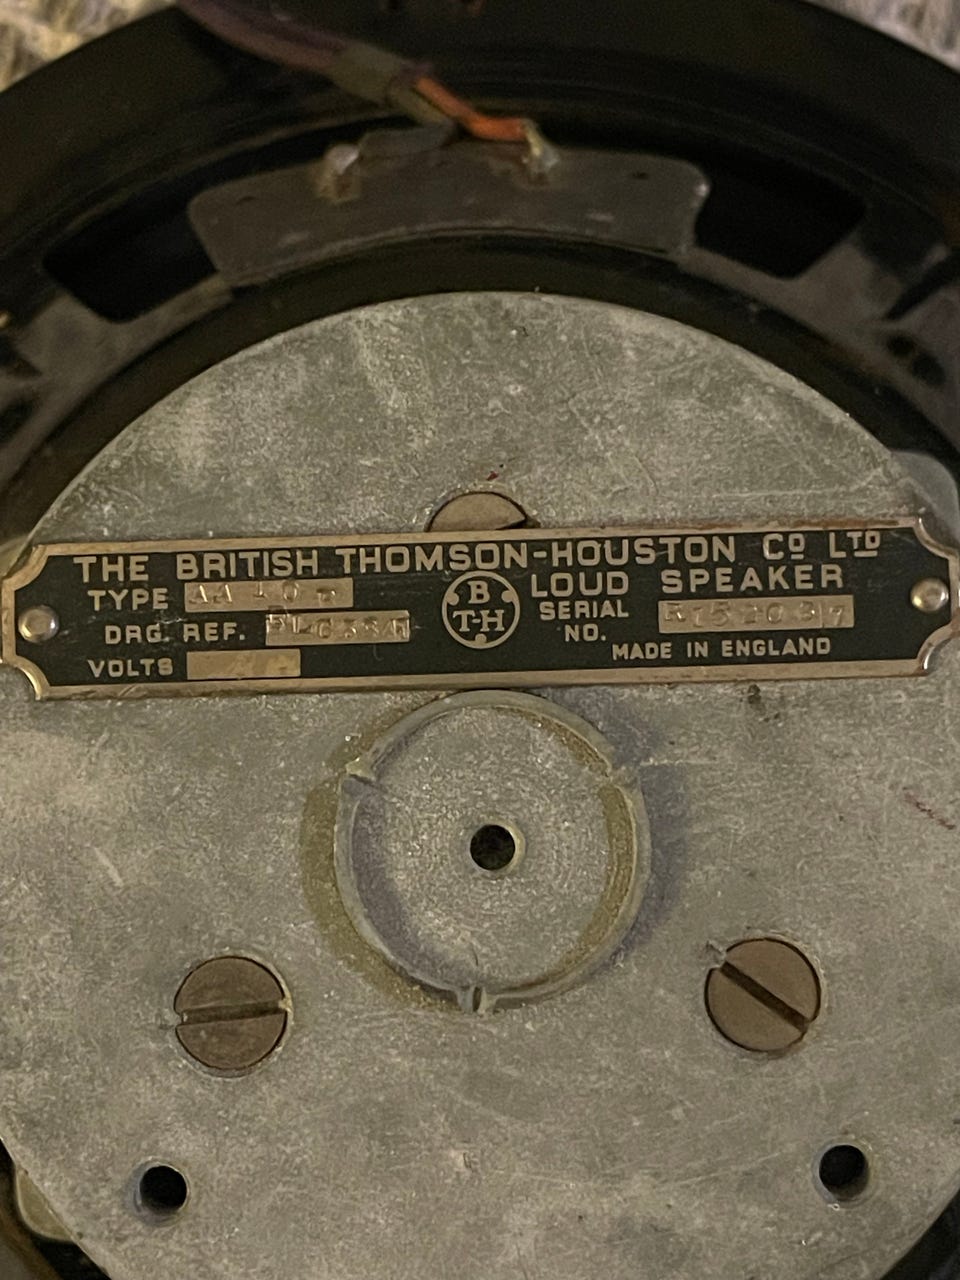 THE BRITISH THOMSON-HOUSTON Cº LTD
LOUD SPEAKER
TYPE
DRG. REF.
VOLTS
B
T-H
SERIAL
NO.
MADE IN ENGLAND